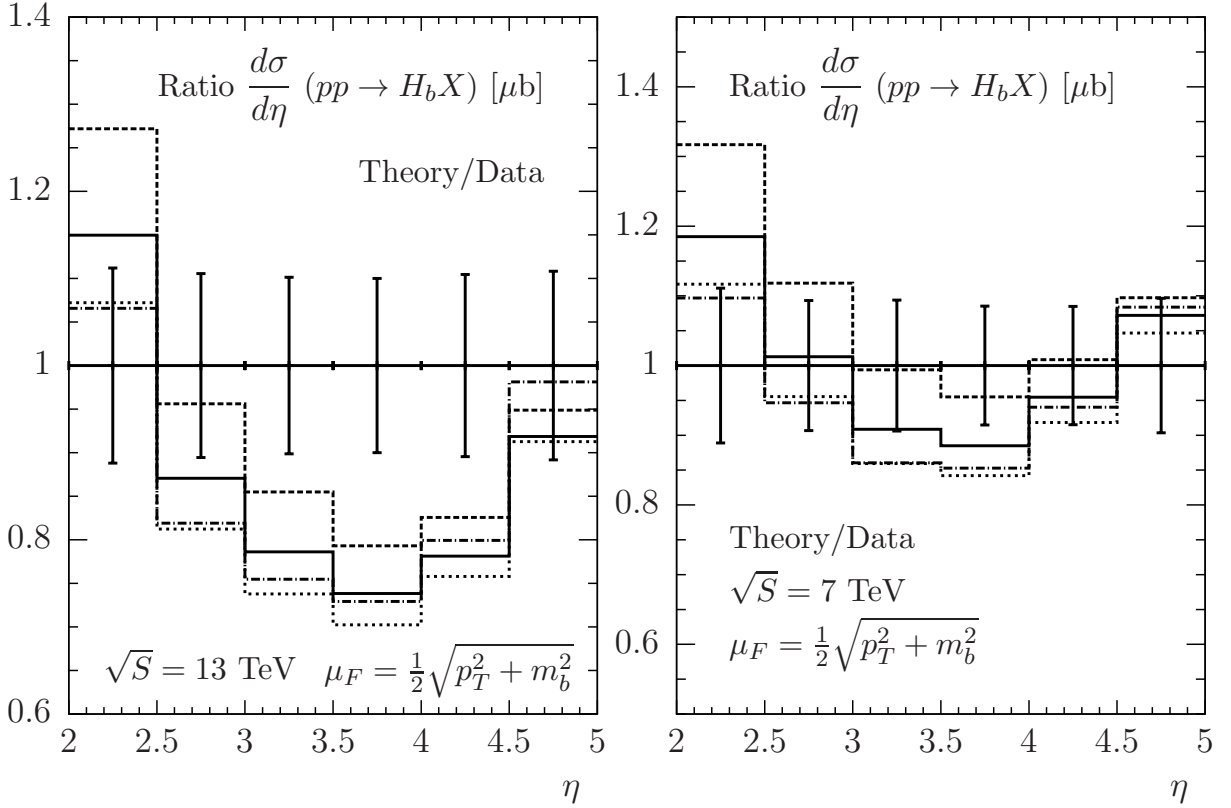 Ratio dσ/dη (pp → H_bX) [μb]
Theory/Data
√S = 13 TeV μ_F = ½√(p_T² + m_b²)
1.4
1.2
1
0.8
0.6
2 2.5 3 3.5 4 4.5 5
η
Ratio dσ/dη (pp → H_bX) [μb]
Theory/Data
√S = 7 TeV
μ_F = ½√(p_T² + m_b²)
1.4
1.2
1
0.8
0.6
2 2.5 3 3.5 4 4.5 5
η